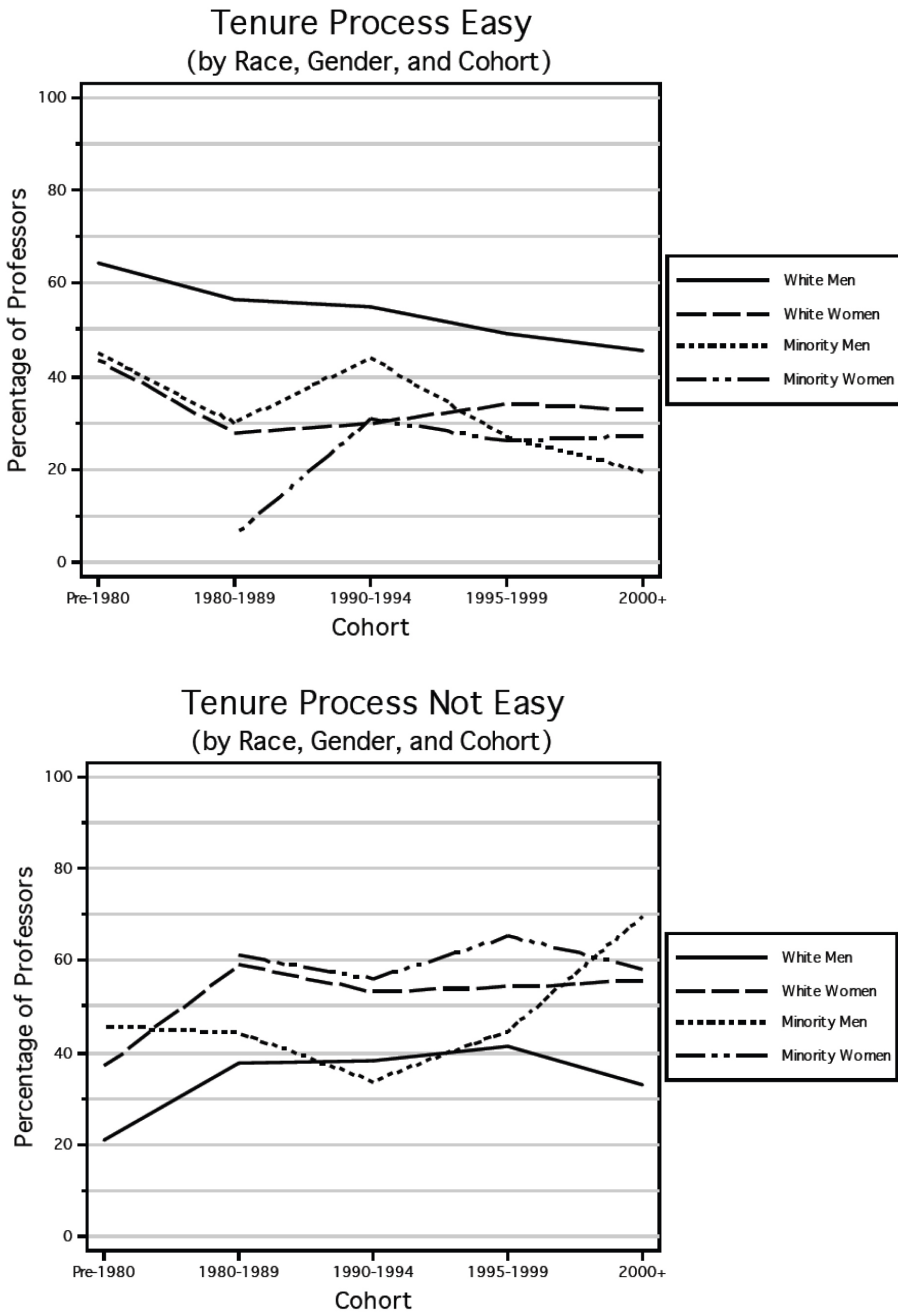 Tenure Process Easy
(by Race, Gender, and Cohort)
Percentage of Professors
100
80
60
40
20
0
Pre-1980 1980-1989 1990-1994 1995-1999 2000+
Cohort
White Men
White Women
Minority Men
Minority Women
Tenure Process Not Easy
(by Race, Gender, and Cohort)
Percentage of Professors
100
80
60
40
20
0
Pre-1980 1980-1989 1990-1994 1995-1999 2000+
Cohort
White Men
White Women
Minority Men
Minority Women